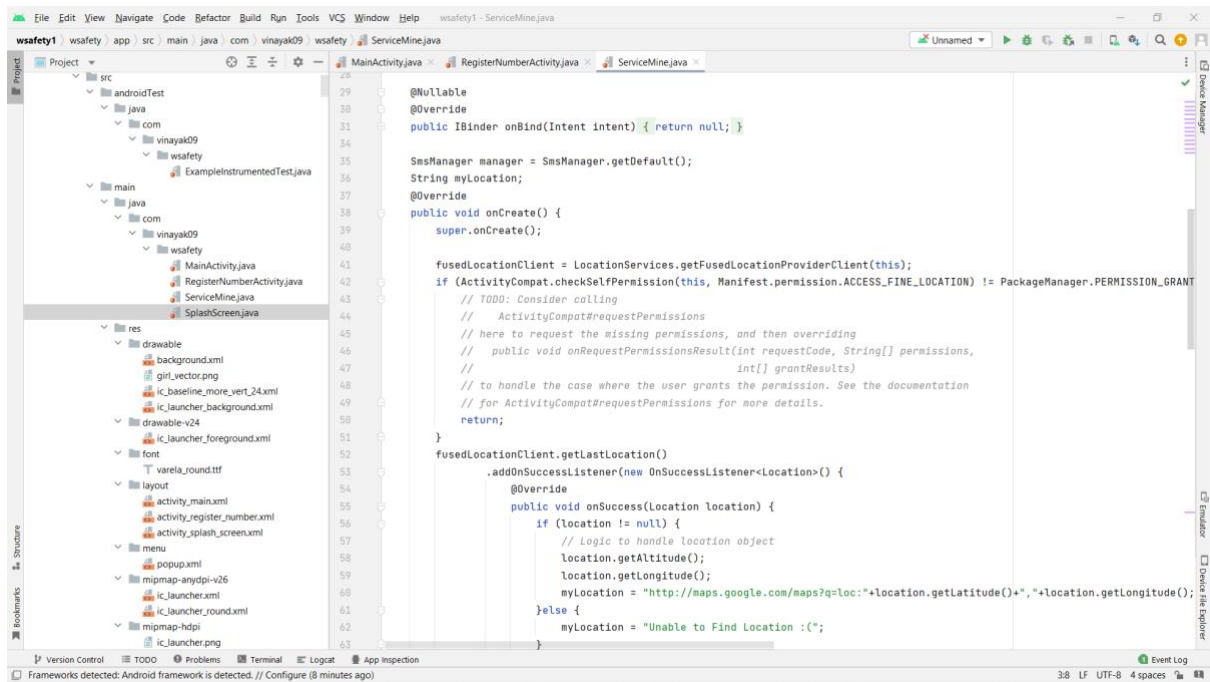 File Edit View Navigate Code Refactor Build Run Tools VCS Window Help wsafety1 - ServiceMine.java
wsafety1 〉 wsafety 〉 app 〉 src 〉 main 〉 java 〉 com 〉 vinayak09 〉 wsafety 〉 ServiceMine.java
Unnamed
Project
MainActivity.java × RegisterNumberActivity.java × ServiceMine.java ×
Project
src
androidTest
java
com
vinayak09
wsafety
ExampleInstrumentedTest.java
main
java
com
vinayak09
wsafety
MainActivity.java
RegisterNumberActivity.java
ServiceMine.java
SplashScreen.java
res
drawable
background.xml
girl_vector.png
ic_baseline_more_vert_24.xml
ic_launcher_background.xml
drawable-v24
ic_launcher_foreground.xml
font
varela_round.ttf
layout
activity_main.xml
activity_register_number.xml
activity_splash_screen.xml
menu
popup.xml
mipmap-anydpi-v26
ic_launcher.xml
ic_launcher_round.xml
mipmap-hdpi
ic_launcher.png
Structure
Bookmarks
28
29 @Nullable
30 @Override
31 public IBinder onBind(Intent intent) { return null; }
34
35 SmsManager manager = SmsManager.getDefault();
36 String myLocation;
37 @Override
38 public void onCreate() {
39 super.onCreate();
40
41 fusedLocationClient = LocationServices.getFusedLocationProviderClient(this);
42 if (ActivityCompat.checkSelfPermission(this, Manifest.permission.ACCESS_FINE_LOCATION) != PackageManager.PERMISSION_GRANT
43 // TODO: Consider calling
44 // ActivityCompat#requestPermissions
45 // here to request the missing permissions, and then overriding
46 // public void onRequestPermissionsResult(int requestCode, String[] permissions,
47 // int[] grantResults)
48 // to handle the case where the user grants the permission. See the documentation
49 // for ActivityCompat#requestPermissions for more details.
50 return;
51 }
52 fusedLocationClient.getLastLocation()
53 .addOnSuccessListener(new OnSuccessListener<Location>() {
54 @Override
55 public void onSuccess(Location location) {
56 if (location != null) {
57 // Logic to handle location object
58 location.getAltitude();
59 location.getLongitude();
60 myLocation = "http://maps.google.com/maps?q=loc:"+location.getLatitude()+","+location.getLongitude();
61 }else {
62 myLocation = "Unable to Find Location :(";
63 }
Device Manager
Emulator
Device File Explorer
Version Control TODO Problems Terminal Logcat App Inspection 1 Event Log
Frameworks detected: Android framework is detected. // Configure (8 minutes ago) 3:8 LF UTF-8 4 spaces